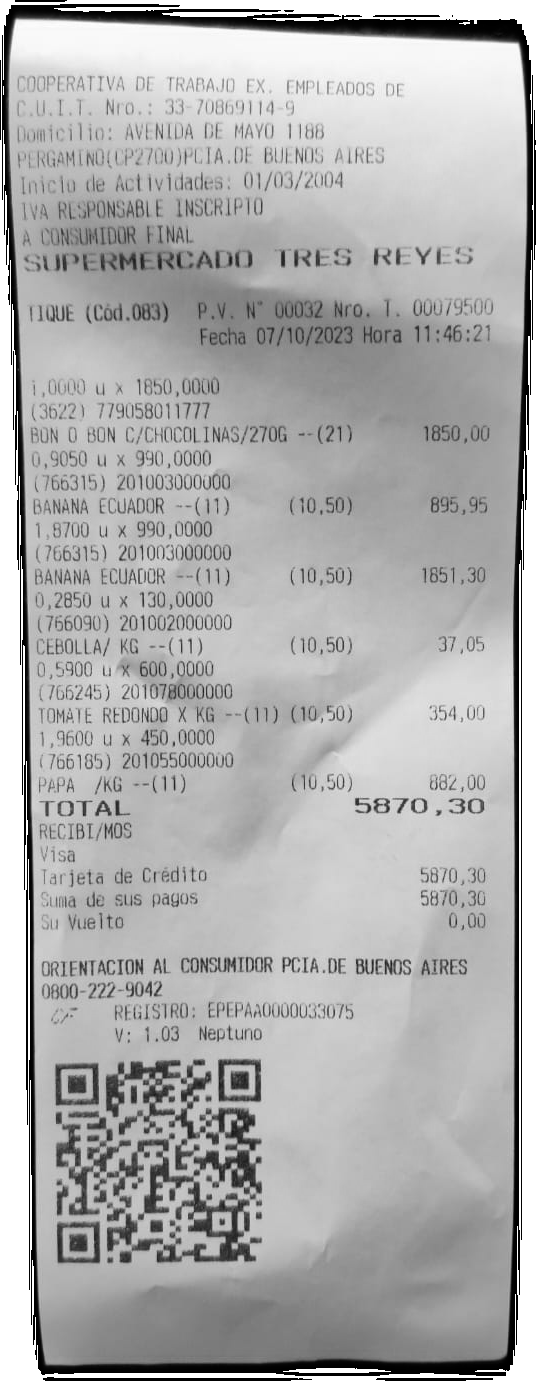 COOPERATIVA DE TRABAJO EX. EMPLEADOS DE
C.U.I.T. Nro.: 33-70869114-9
Domicilio: AVENIDA DE MAYO 1188
PERGAMINO(CP2700)PCIA.DE BUENOS AIRES
Inicio de Actividades: 01/03/2004
IVA RESPONSABLE INSCRIPTO
A CONSUMIDOR FINAL
SUPERMERCADO TRES REYES
TIQUE (Cód.083) P.V. N° 00032 Nro. T. 00079500
Fecha 07/10/2023 Hora 11:46:21
1,0000 u x 1850,0000
(3622) 779058011777
BON O BON C/CHOCOLINAS/270G --(21) 1850,00
0,9050 u x 990,0000
(766315) 201003000000
BANANA ECUADOR --(11) (10,50) 895,95
1,8700 u x 990,0000
(766315) 201003000000
BANANA ECUADOR --(11) (10,50) 1851,30
0,2850 u x 130,0000
(766090) 201002000000
CEBOLLA/ KG --(11) (10,50) 37,05
0,5900 u x 600,0000
(766245) 201078000000
TOMATE REDONDO X KG --(11) (10,50) 354,00
1,9600 u x 450,0000
(766185) 201055000000
PAPA /KG --(11) (10,50) 882,00
TOTAL 5870,30
RECIBI/MOS
Visa
Tarjeta de Crédito 5870,30
Suma de sus pagos 5870,30
Su Vuelto 0,00
ORIENTACION AL CONSUMIDOR PCIA.DE BUENOS AIRES
0800-222-9042
CF REGISTRO: EPEPAA0000033075
V: 1.03 Neptuno